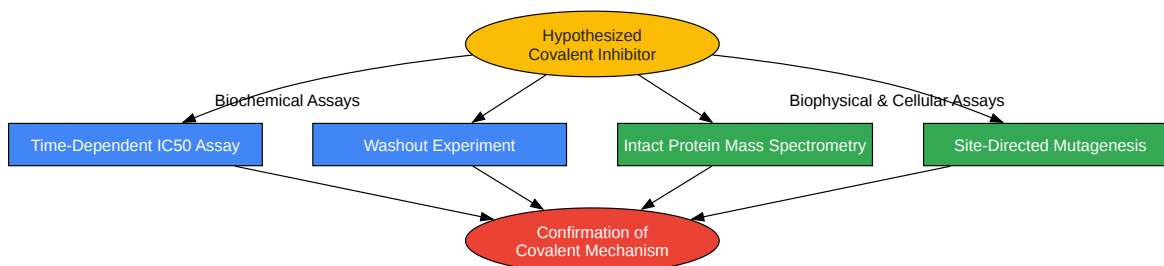 Hypothesized
Covalent Inhibitor
Biochemical Assays
Biophysical & Cellular Assays
Time-Dependent IC50 Assay
Washout Experiment
Intact Protein Mass Spectrometry
Site-Directed Mutagenesis
Confirmation of
Covalent Mechanism